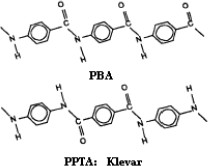 O O
N N N
H H H
PBA
H O H
N N
N N
H O H
PPTA: Klevar